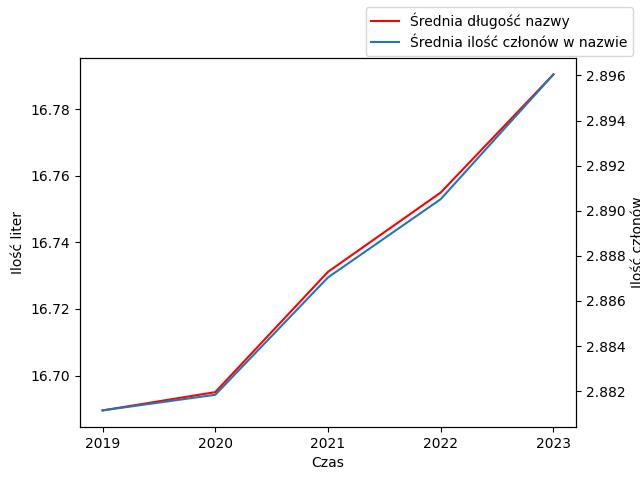 Średnia długość nazwy
Średnia ilość członów w nazwie
16.78
16.76
16.74
16.72
16.70
Ilość liter
2.896
2.894
2.892
2.890
2.888
2.886
2.884
2.882
Ilość członów
2019 2020 2021 2022 2023
Czas